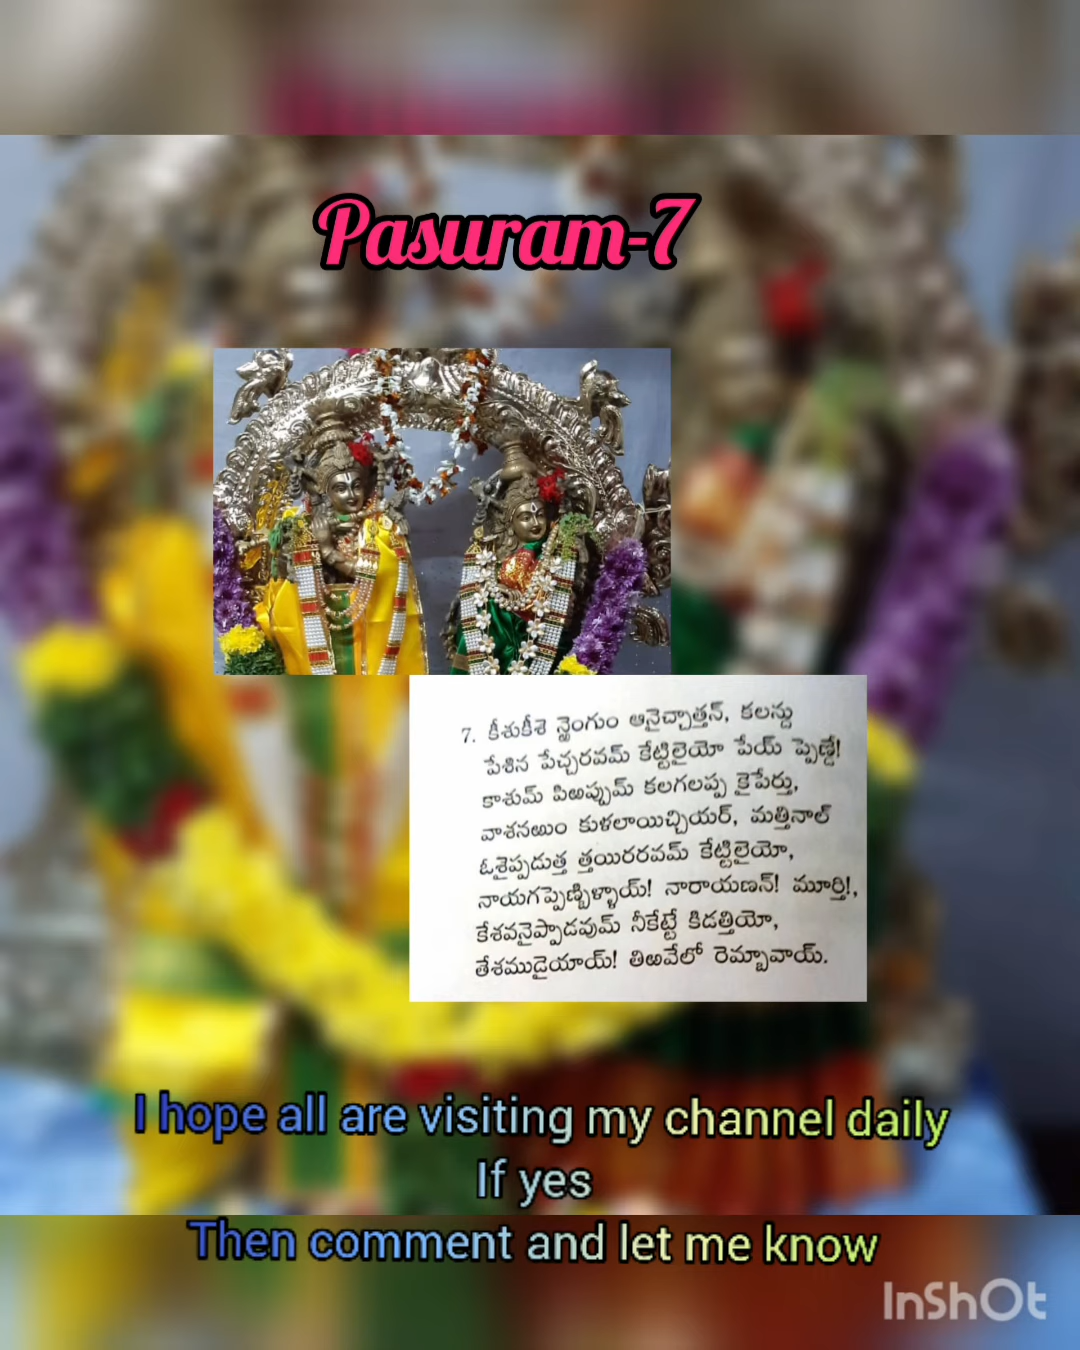 Pasuram-7
7. కీశుకీశె న్ఱెంగుం ఆనైచ్చాత్తన్, కలన్దు
పేశిన పేచ్చరవమ్ కేట్టిలైయో పేయ్ ప్పెణ్ణే!
కాశుమ్ పిఱప్పుమ్ కలగలప్ప కైపేర్తు,
వాశనఱుం కుళలాయిచ్చియర్, మత్తినాల్
ఓశైప్పడుత్త త్తయిరరవమ్ కేట్టిలైయో,
నాయగప్పెణ్బిళ్ళాయ్! నారాయణన్! మూర్తి!,
కేశవనైప్పాడవుమ్ నీకేట్టే కిడత్తియో,
తేశముడైయాయ్! తిఱవేలో రెమ్బావాయ్.
I hope all are visiting my channel daily
If yes
Then comment and let me know
InShOt